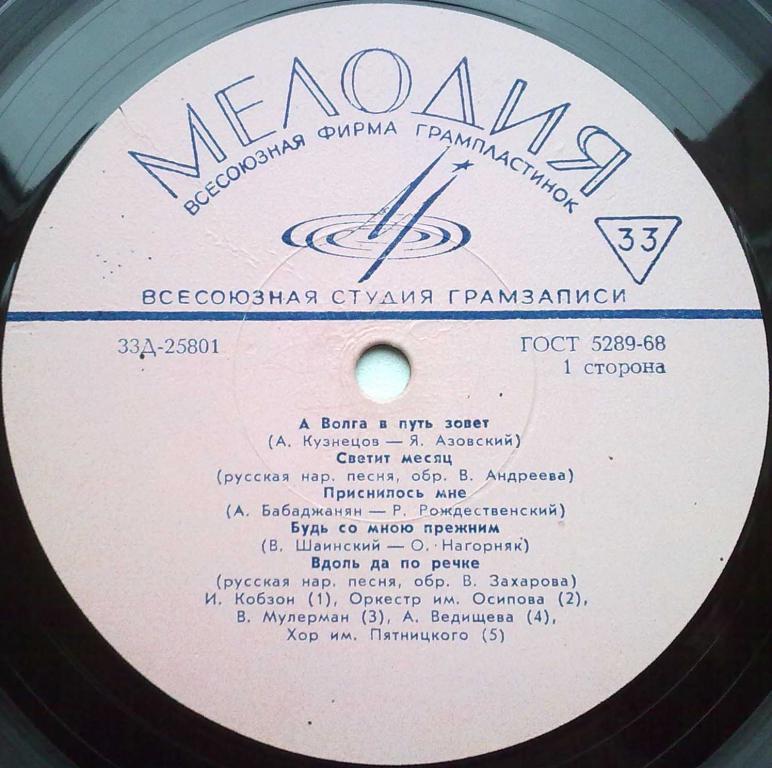 МЕЛОДИЯ
ВСЕСОЮЗНАЯ ФИРМА ГРАМПЛАСТИНОК
33
ВСЕСОЮЗНАЯ СТУДИЯ ГРАМЗАПИСИ
33Д-25801
ГОСТ 5289-68
1 сторона
А Волга в путь зовет
(А. Кузнецов — Я. Азовский)
Светит месяц
(русская нар. песня, обр. В. Андреева)
Приснилось мне
(А. Бабаджанян — Р. Рождественский)
Будь со мною прежним
(В. Шаинский — О. Нагорняк)
Вдоль да по речке
(русская нар. песня, обр. В. Захарова)
И. Кобзон (1), Оркестр им. Осипова (2),
В. Мулерман (3), А. Ведищева (4),
Хор им. Пятницкого (5)